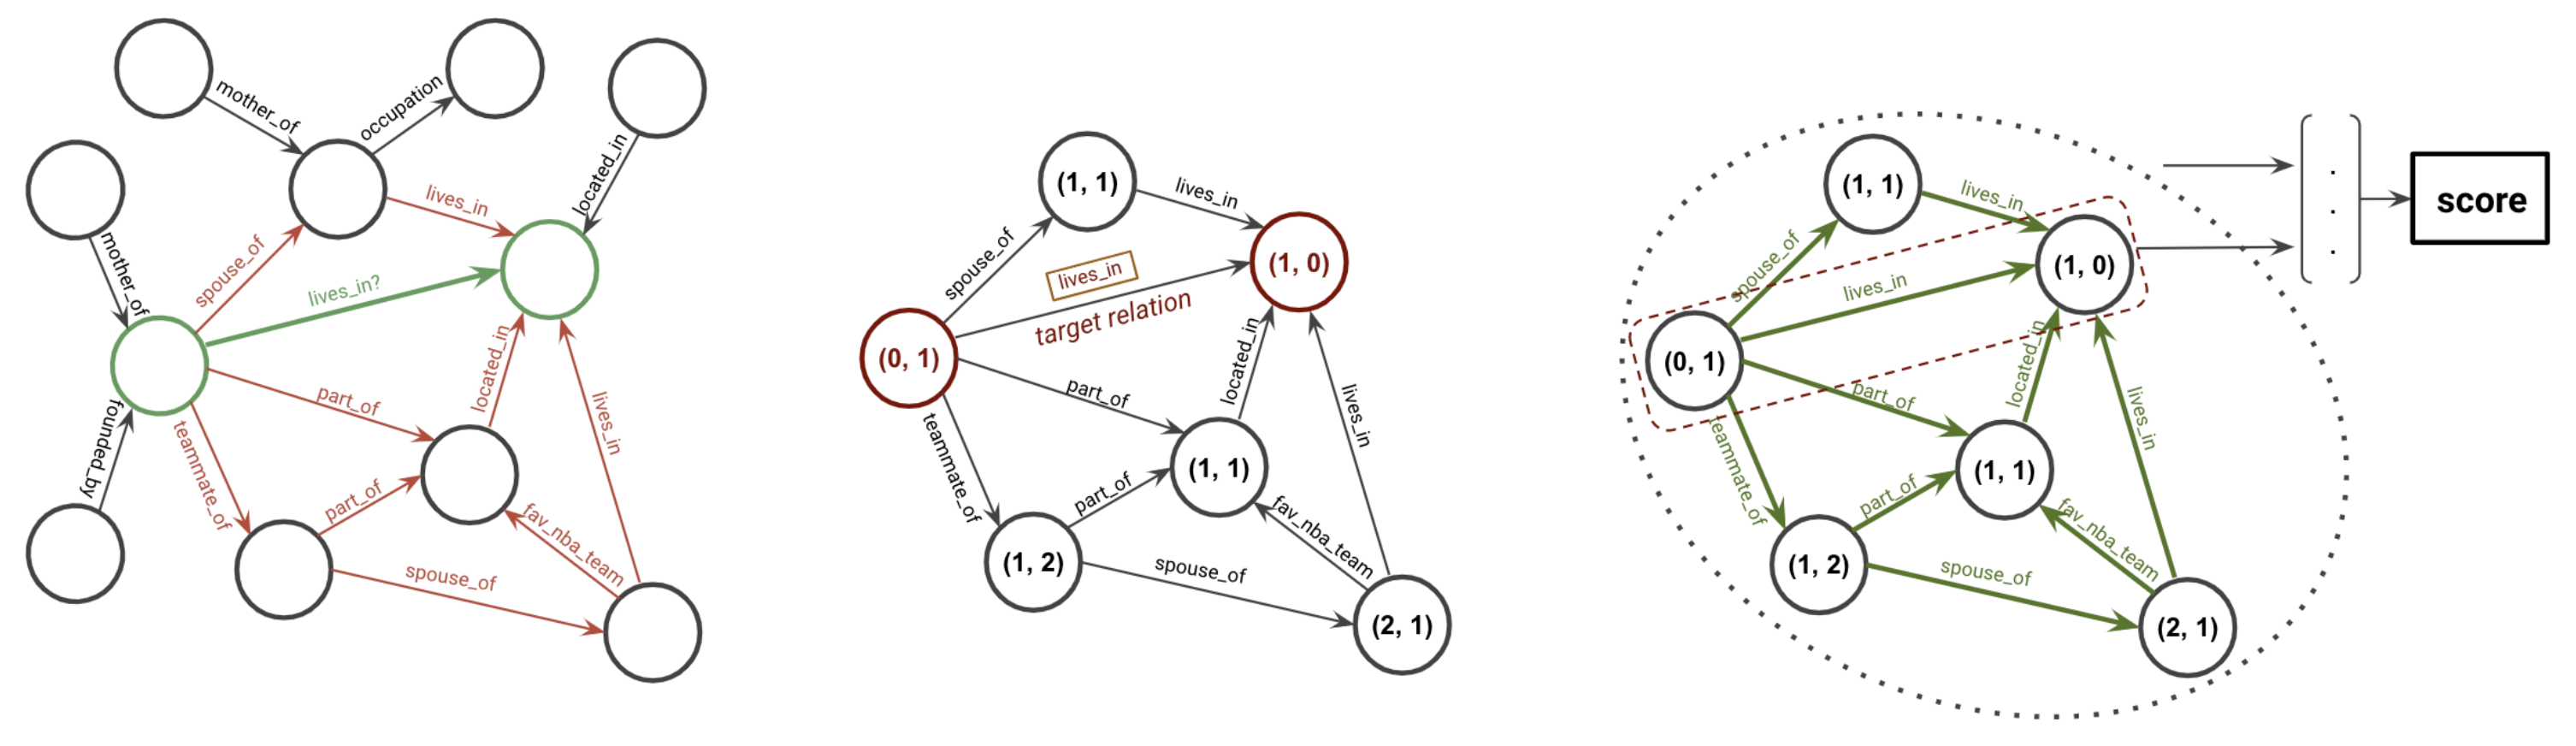 mother_of
occupation
located_in
lives_in
mother_of
spouse_of
lives_in?
part_of
located_in
lives_in
founded_by
teammate_of
part_of
fav_nba_team
spouse_of
(1, 1)
lives_in
spouse_of
lives_in
(1, 0)
target relation
(0, 1)
part_of
located_in
lives_in
teammate_of
(1, 1)
part_of
fav_nba_team
(1, 2)
spouse_of
(2, 1)
(1, 1)
lives_in
spouse_of
lives_in
(1, 0)
(0, 1)
part_of
located_in
lives_in
teammate_of
(1, 1)
part_of
fav_nba_team
(1, 2)
spouse_of
(2, 1)
.
.
.
score